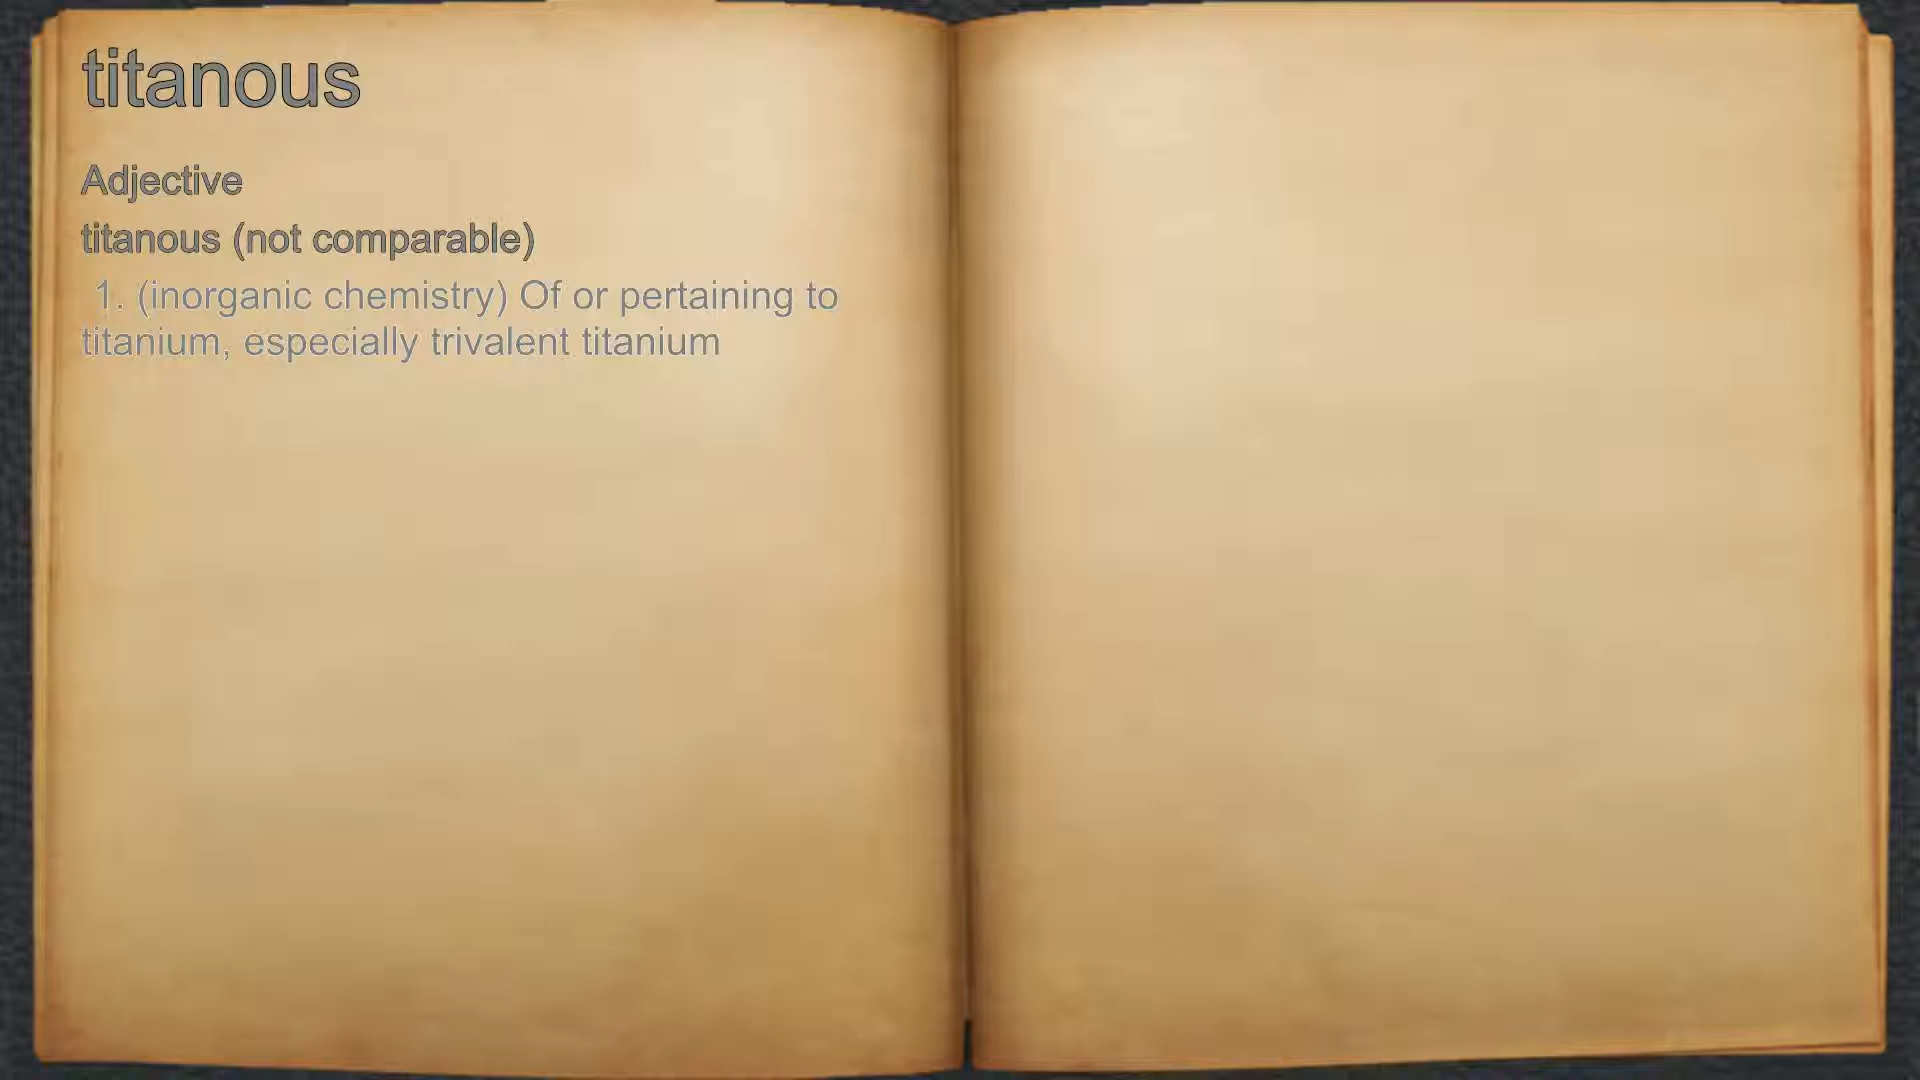 titanous
Adjective
titanous (not comparable)
1. (inorganic chemistry) Of or pertaining to
titanium, especially trivalent titanium